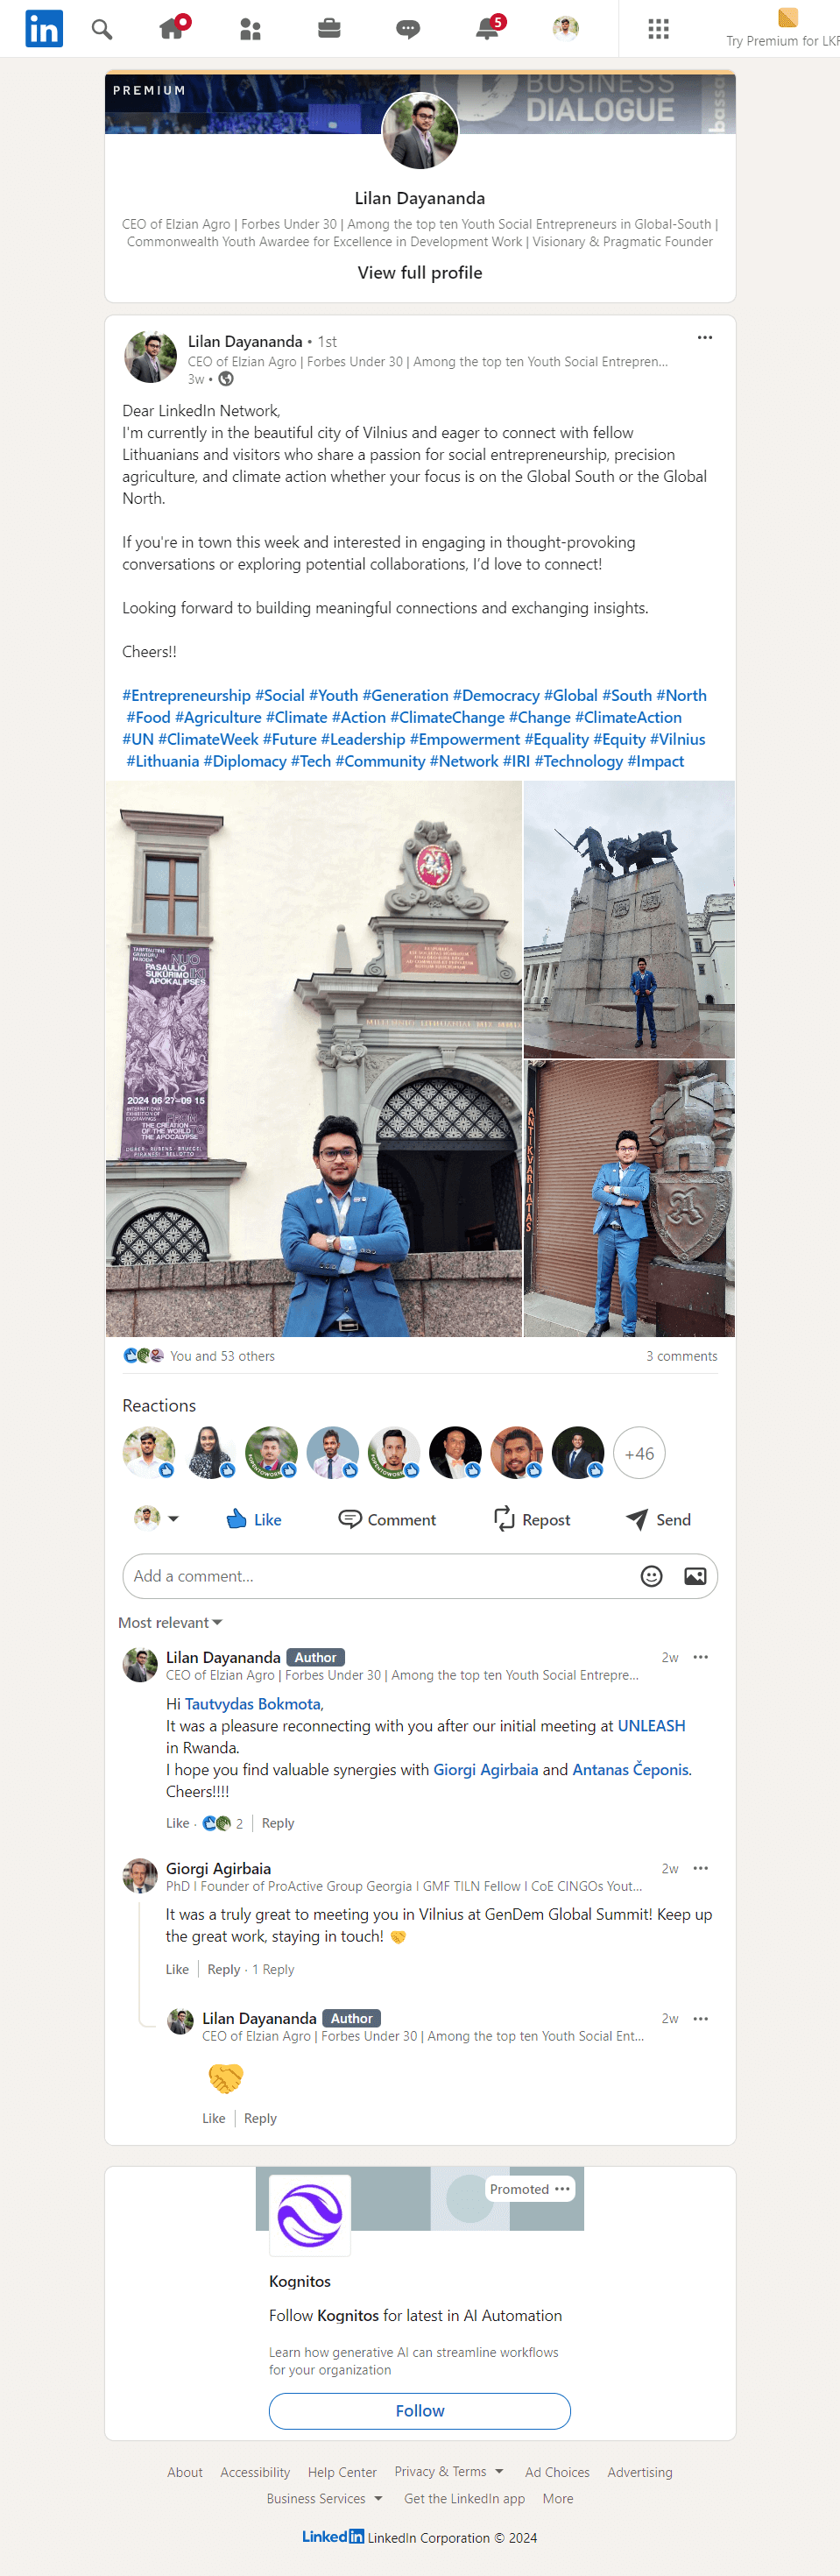 in
5
Try Premium for LKR
PREMIUM
BUSINESS
DIALOGUE
bassa
Lilan Dayananda
CEO of Elzian Agro | Forbes Under 30 | Among the top ten Youth Social Entrepreneurs in Global-South |
Commonwealth Youth Awardee for Excellence in Development Work | Visionary & Pragmatic Founder
View full profile
Lilan Dayananda • 1st
CEO of Elzian Agro | Forbes Under 30 | Among the top ten Youth Social Entrepren...
3w •
Dear LinkedIn Network,
I'm currently in the beautiful city of Vilnius and eager to connect with fellow
Lithuanians and visitors who share a passion for social entrepreneurship, precision
agriculture, and climate action whether your focus is on the Global South or the Global
North.
If you're in town this week and interested in engaging in thought-provoking
conversations or exploring potential collaborations, I'd love to connect!
Looking forward to building meaningful connections and exchanging insights.
Cheers!!
#Entrepreneurship #Social #Youth #Generation #Democracy #Global #South #North
#Food #Agriculture #Climate #Action #ClimateChange #Change #ClimateAction
#UN #ClimateWeek #Future #Leadership #Empowerment #Equality #Equity #Vilnius
#Lithuania #Diplomacy #Tech #Community #Network #IRI #Technology #Impact
TARPTAUTINĖ
GRAVIŪRŲ
PARODA
NUO
PASAULIO
SUKŪRIMO IKI
APOKALIPSĖS
2024 06 27–09 15
INTERNATIONAL
EXHIBITION OF
ENGRAVINGS
FROM
THE CREATION
OF THE WORLD TO
THE APOCALYPSE
ANTIKVARIATAS
You and 53 others
3 comments
Reactions
+46
Like
Comment
Repost
Send
Add a comment...
Most relevant
Lilan Dayananda Author
2w
CEO of Elzian Agro | Forbes Under 30 | Among the top ten Youth Social Entrepre...
Hi Tautvydas Bokmota,
It was a pleasure reconnecting with you after our initial meeting at UNLEASH
in Rwanda.
I hope you find valuable synergies with Giorgi Agirbaia and Antanas Čeponis.
Cheers!!!!
Like · 2 | Reply
Giorgi Agirbaia
2w
PhD I Founder of ProActive Group Georgia I GMF TILN Fellow I CoE CINGOs Yout...
It was a truly great to meeting you in Vilnius at GenDem Global Summit! Keep up
the great work, staying in touch! 🤝
Like | Reply · 1 Reply
Lilan Dayananda Author
2w
CEO of Elzian Agro | Forbes Under 30 | Among the top ten Youth Social Ent...
🤝
Like | Reply
Promoted
Kognitos
Follow Kognitos for latest in AI Automation
Learn how generative AI can streamline workflows
for your organization
Follow
About Accessibility Help Center Privacy & Terms Ad Choices Advertising
Business Services Get the LinkedIn app More
LinkedIn LinkedIn Corporation © 2024